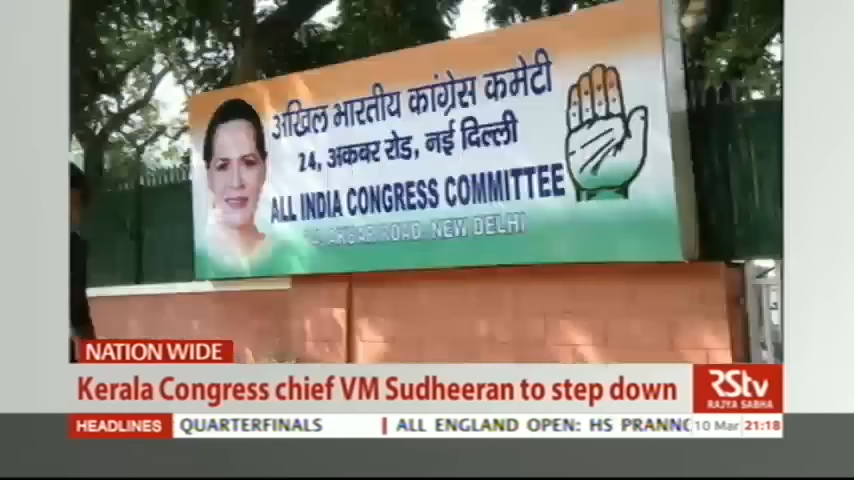 अखिल भारतीय कांग्रेस कमेटी
24, अकबर रोड, नई दिल्ली
ALL INDIA CONGRESS COMMITTEE
24, AKBAR ROAD, NEW DELHI
NATION WIDE
Kerala Congress chief VM Sudheeran to step down
RStv
RAJYA SABHA
HEADLINES
QUARTERFINALS | ALL ENGLAND OPEN: HS PRANNO
10 Mar 21:18